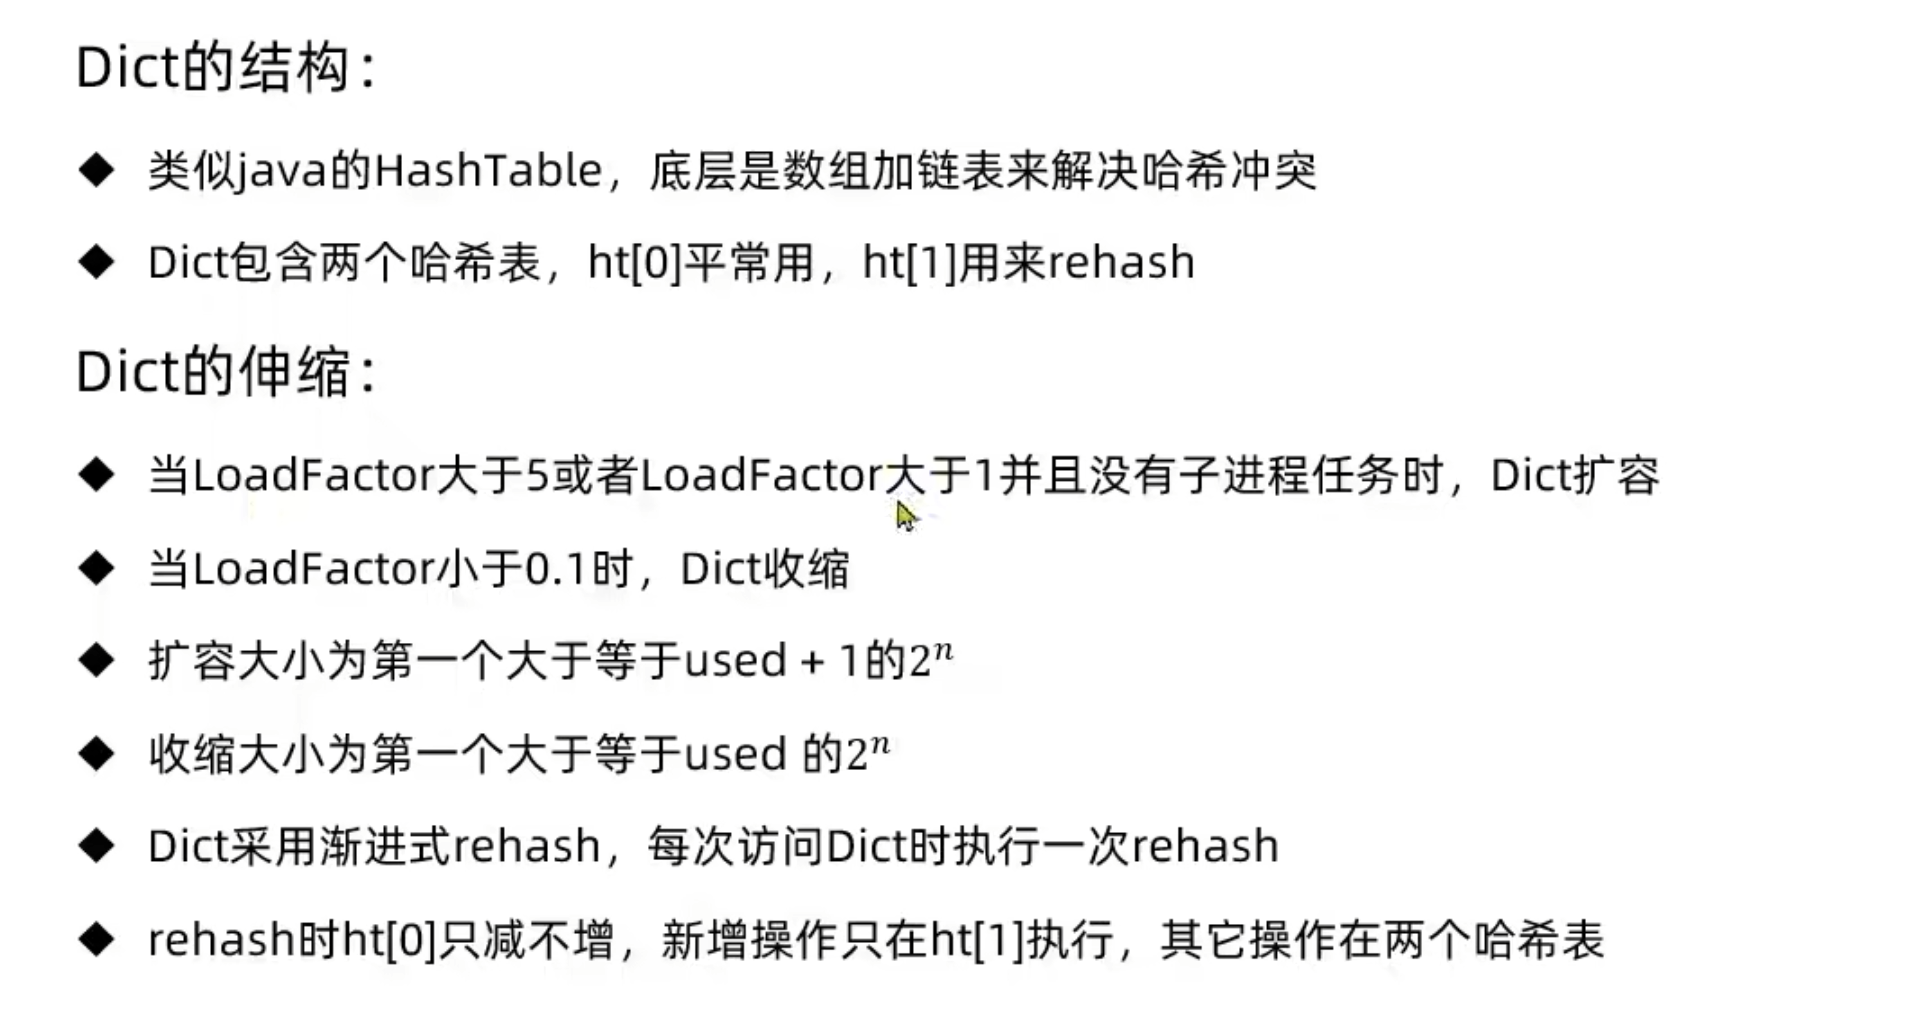 Dict的结构：
◆ 类似java的HashTable，底层是数组加链表来解决哈希冲突
◆ Dict包含两个哈希表，ht[0]平常用，ht[1]用来rehash
Dict的伸缩：
◆ 当LoadFactor大于5或者LoadFactor大于1并且没有子进程任务时，Dict扩容
◆ 当LoadFactor小于0.1时，Dict收缩
◆ 扩容大小为第一个大于等于used + 1的2ⁿ
◆ 收缩大小为第一个大于等于used 的2ⁿ
◆ Dict采用渐进式rehash，每次访问Dict时执行一次rehash
◆ rehash时ht[0]只减不增，新增操作只在ht[1]执行，其它操作在两个哈希表